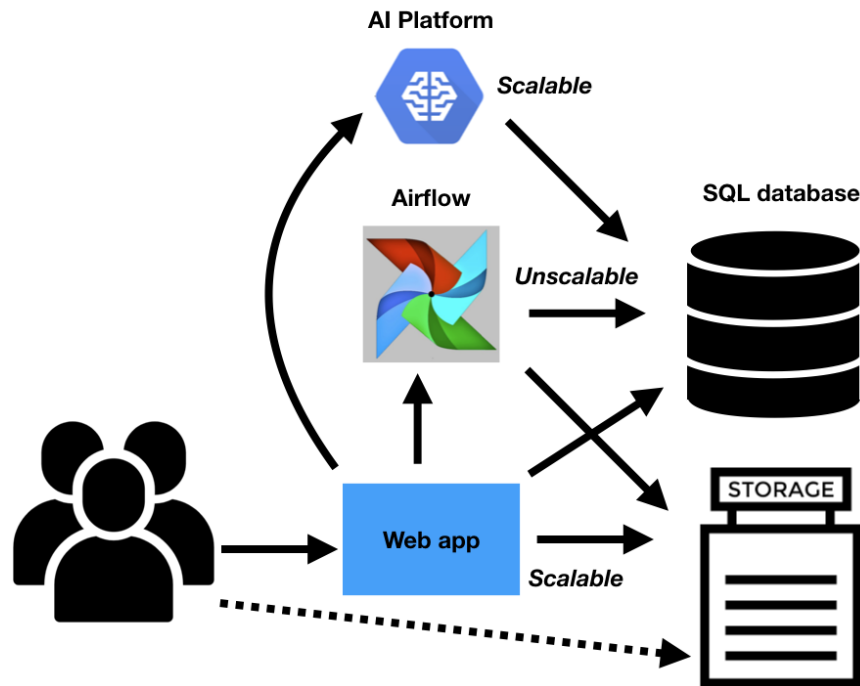 AI Platform
Scalable
Airflow
SQL database
Unscalable
STORAGE
Web app
Scalable